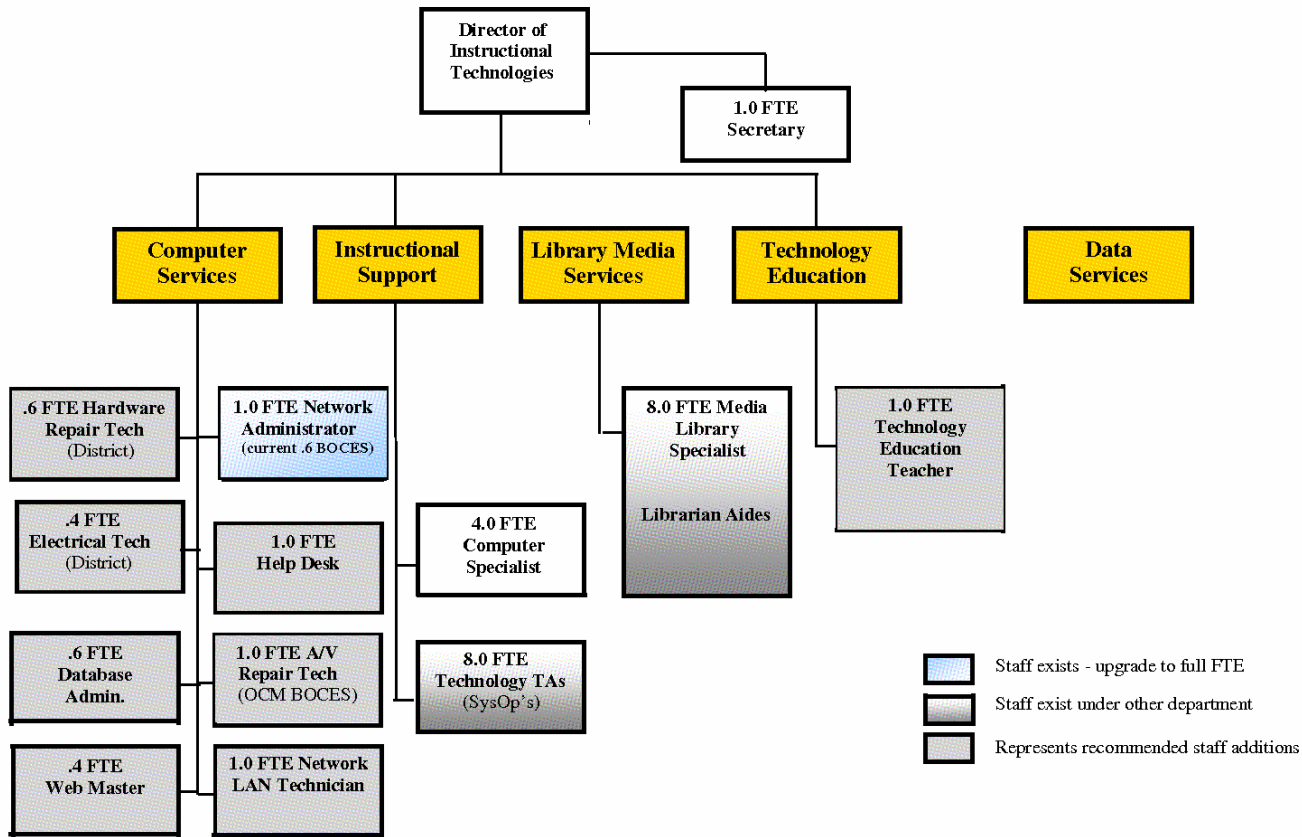 Director of
Instructional
Technologies
1.0 FTE
Secretary
Computer
Services
Instructional
Support
Library Media
Services
Technology
Education
Data
Services
.6 FTE Hardware
Repair Tech
(District)
1.0 FTE Network
Administrator
(current .6 BOCES)
8.0 FTE Media
Library
Specialist
Librarian Aides
1.0 FTE
Technology
Education
Teacher
.4 FTE
Electrical Tech
(District)
1.0 FTE
Help Desk
4.0 FTE
Computer
Specialist
.6 FTE
Database
Admin.
1.0 FTE A/V
Repair Tech
(OCM BOCES)
8.0 FTE
Technology TAs
(SysOp's)
.4 FTE
Web Master
1.0 FTE Network
LAN Technician
Staff exists - upgrade to full FTE
Staff exist under other department
Represents recommended staff additions